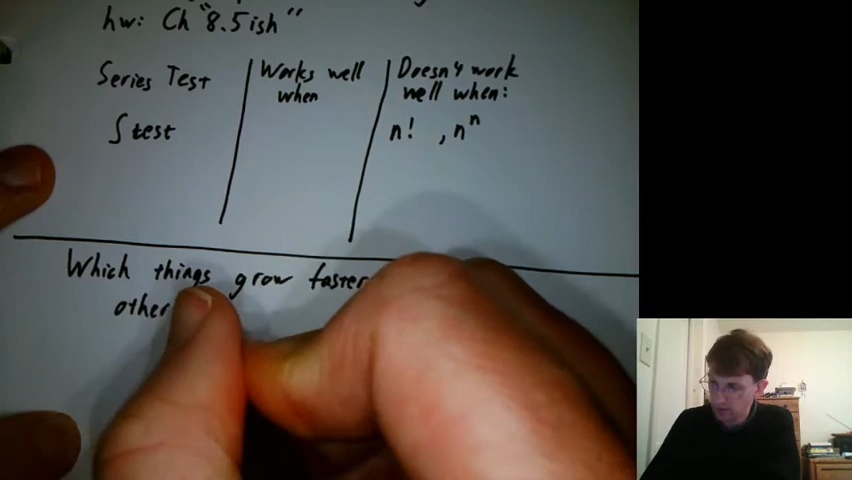 hw: Ch "8.5ish"
Series Test
Works well when
Doesn't work well when:
∫ test
n! , nⁿ
Which things grow faster
other